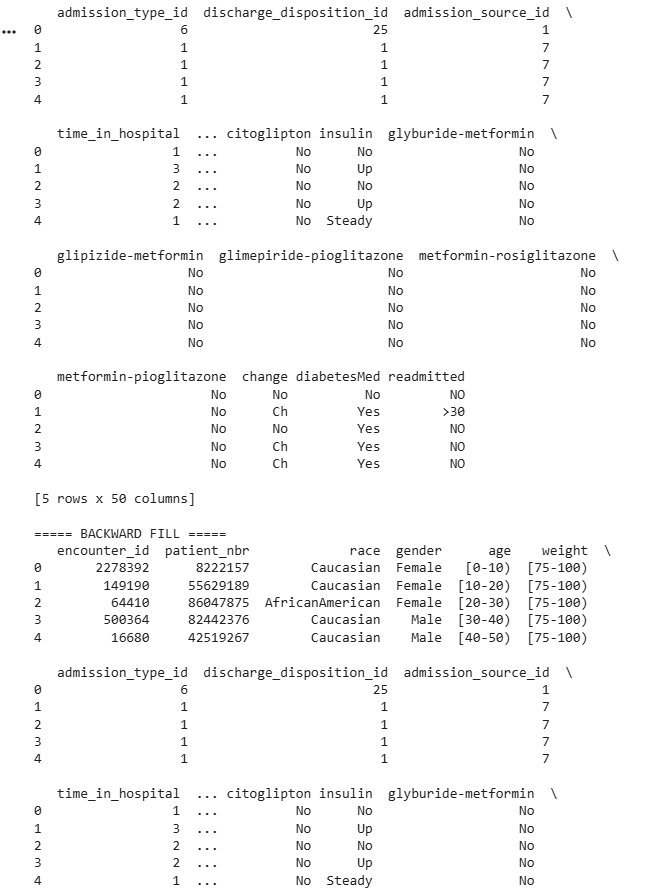 admission_type_id  discharge_disposition_id  admission_source_id  \
... 0                  6                        25                    1
1                  1                         1                    7
2                  1                         1                    7
3                  1                         1                    7
4                  1                         1                    7
   time_in_hospital  ... citoglipton insulin  glyburide-metformin  \
0                 1  ...          No      No                   No
1                 3  ...          No      Up                   No
2                 2  ...          No      No                   No
3                 2  ...          No      Up                   No
4                 1  ...          No  Steady                   No
   glipizide-metformin  glimepiride-pioglitazone  metformin-rosiglitazone  \
0                   No                        No                       No
1                   No                        No                       No
2                   No                        No                       No
3                   No                        No                       No
4                   No                        No                       No
   metformin-pioglitazone  change diabetesMed readmitted
0                      No      No          No         NO
1                      No      Ch         Yes        >30
2                      No      No         Yes         NO
3                      No      Ch         Yes         NO
4                      No      Ch         Yes         NO
[5 rows x 50 columns]
===== BACKWARD FILL =====
   encounter_id  patient_nbr             race  gender      age    weight  \
0       2278392      8222157        Caucasian  Female   [0-10)  [75-100)
1        149190     55629189        Caucasian  Female  [10-20)  [75-100)
2         64410     86047875  AfricanAmerican  Female  [20-30)  [75-100)
3        500364     82442376        Caucasian    Male  [30-40)  [75-100)
4         16680     42519267        Caucasian    Male  [40-50)  [75-100)
   admission_type_id  discharge_disposition_id  admission_source_id  \
0                  6                        25                    1
1                  1                         1                    7
2                  1                         1                    7
3                  1                         1                    7
4                  1                         1                    7
   time_in_hospital  ... citoglipton insulin  glyburide-metformin  \
0                 1  ...          No      No                   No
1                 3  ...          No      Up                   No
2                 2  ...          No      No                   No
3                 2  ...          No      Up                   No
4                 1  ...          No  Steady                   No